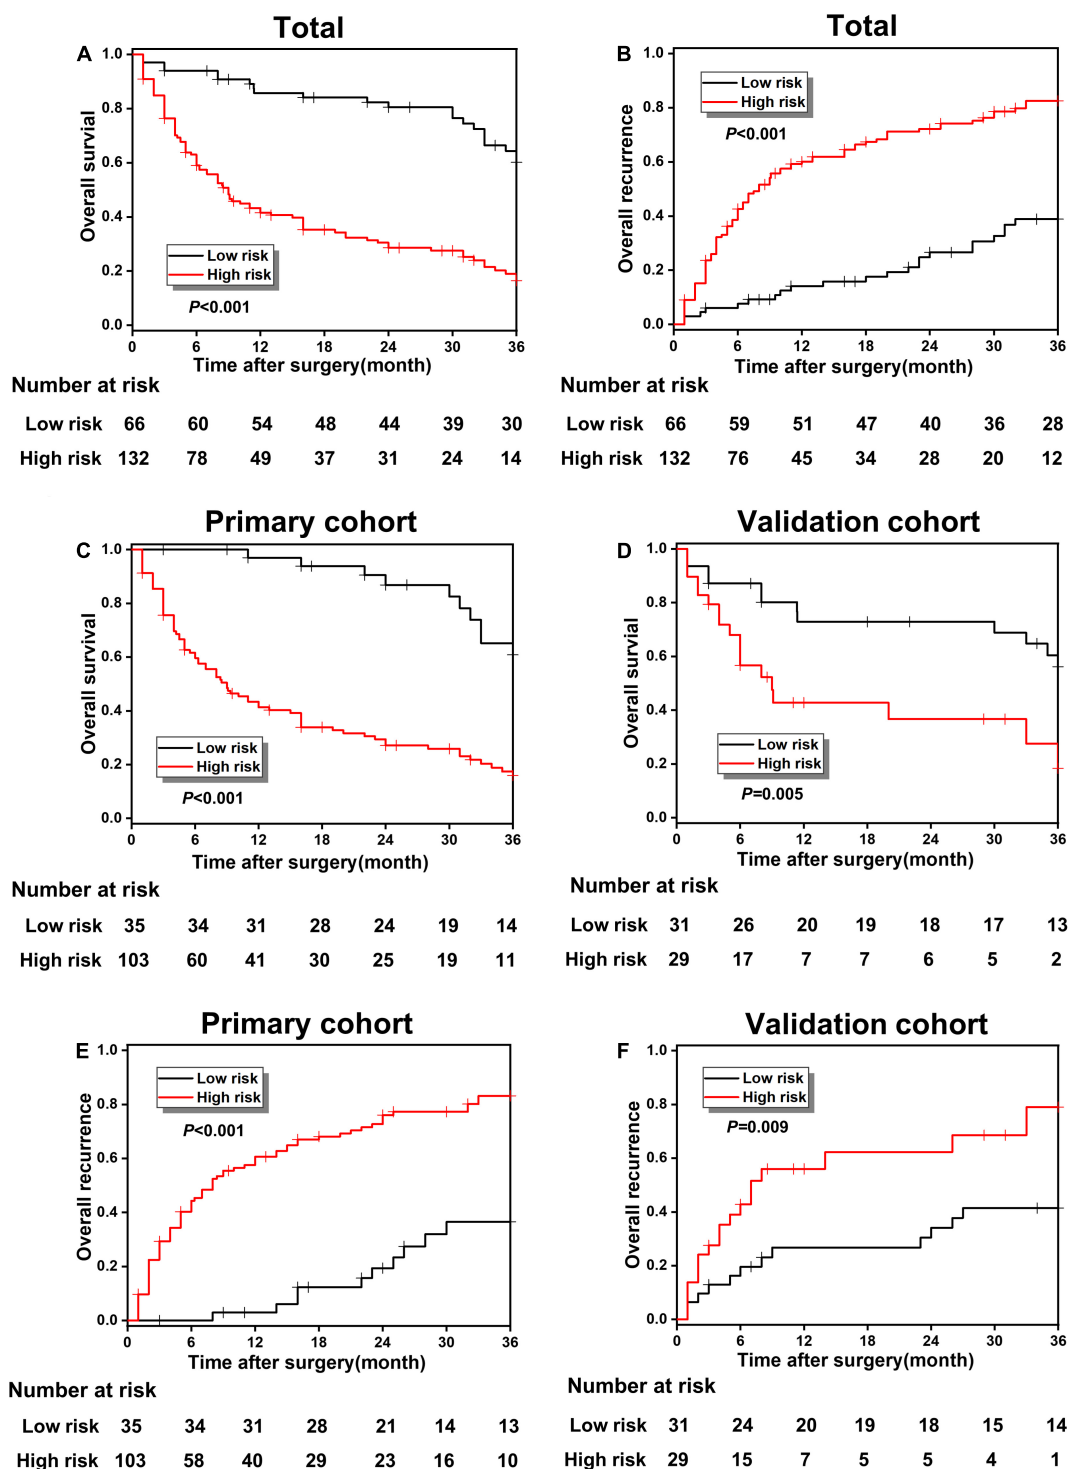 Total
A
1.0
0.8
0.6
0.4
0.2
0.0
Overall survial
Low risk
High risk
P<0.001
0 6 12 18 24 30 36
Time after surgery(month)
Number at risk
Low risk 66 60 54 48 44 39 30
High risk 132 78 49 37 31 24 14
Total
B
1.0
0.8
0.6
0.4
0.2
0.0
Overall recurrence
Low risk
High risk
P<0.001
0 6 12 18 24 30 36
Time after surgery(month)
Number at risk
Low risk 66 59 51 47 40 36 28
High risk 132 76 45 34 28 20 12
Primary cohort
C
1.0
0.8
0.6
0.4
0.2
0.0
Overall survival
Low risk
High risk
P<0.001
0 6 12 18 24 30 36
Time after surgery(month)
Number at risk
Low risk 35 34 31 28 24 19 14
High risk 103 60 41 30 25 19 11
Validation cohort
D
1.0
0.8
0.6
0.4
0.2
0.0
Overall survial
Low risk
High risk
P=0.005
0 6 12 18 24 30 36
Time after surgery(month)
Number at risk
Low risk 31 26 20 19 18 17 13
High risk 29 17 7 7 6 5 2
Primary cohort
E
1.0
0.8
0.6
0.4
0.2
0.0
Overall recurrence
Low risk
High risk
P<0.001
0 6 12 18 24 30 36
Time after surgery(month)
Number at risk
Low risk 35 34 31 28 21 14 13
High risk 103 58 40 29 23 16 10
Validation cohort
F
1.0
0.8
0.6
0.4
0.2
0.0
Overall recurrence
Low risk
High risk
P=0.009
0 6 12 18 24 30 36
Time after surgery(month)
Number at risk
Low risk 31 24 20 19 18 15 14
High risk 29 15 7 5 5 4 1